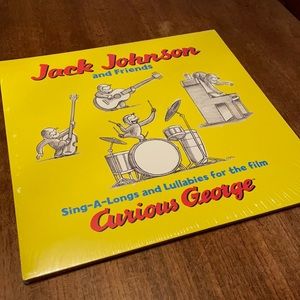 Jack Johnson
and Friends
Sing-A-Longs and Lullabies for the film
Curious George